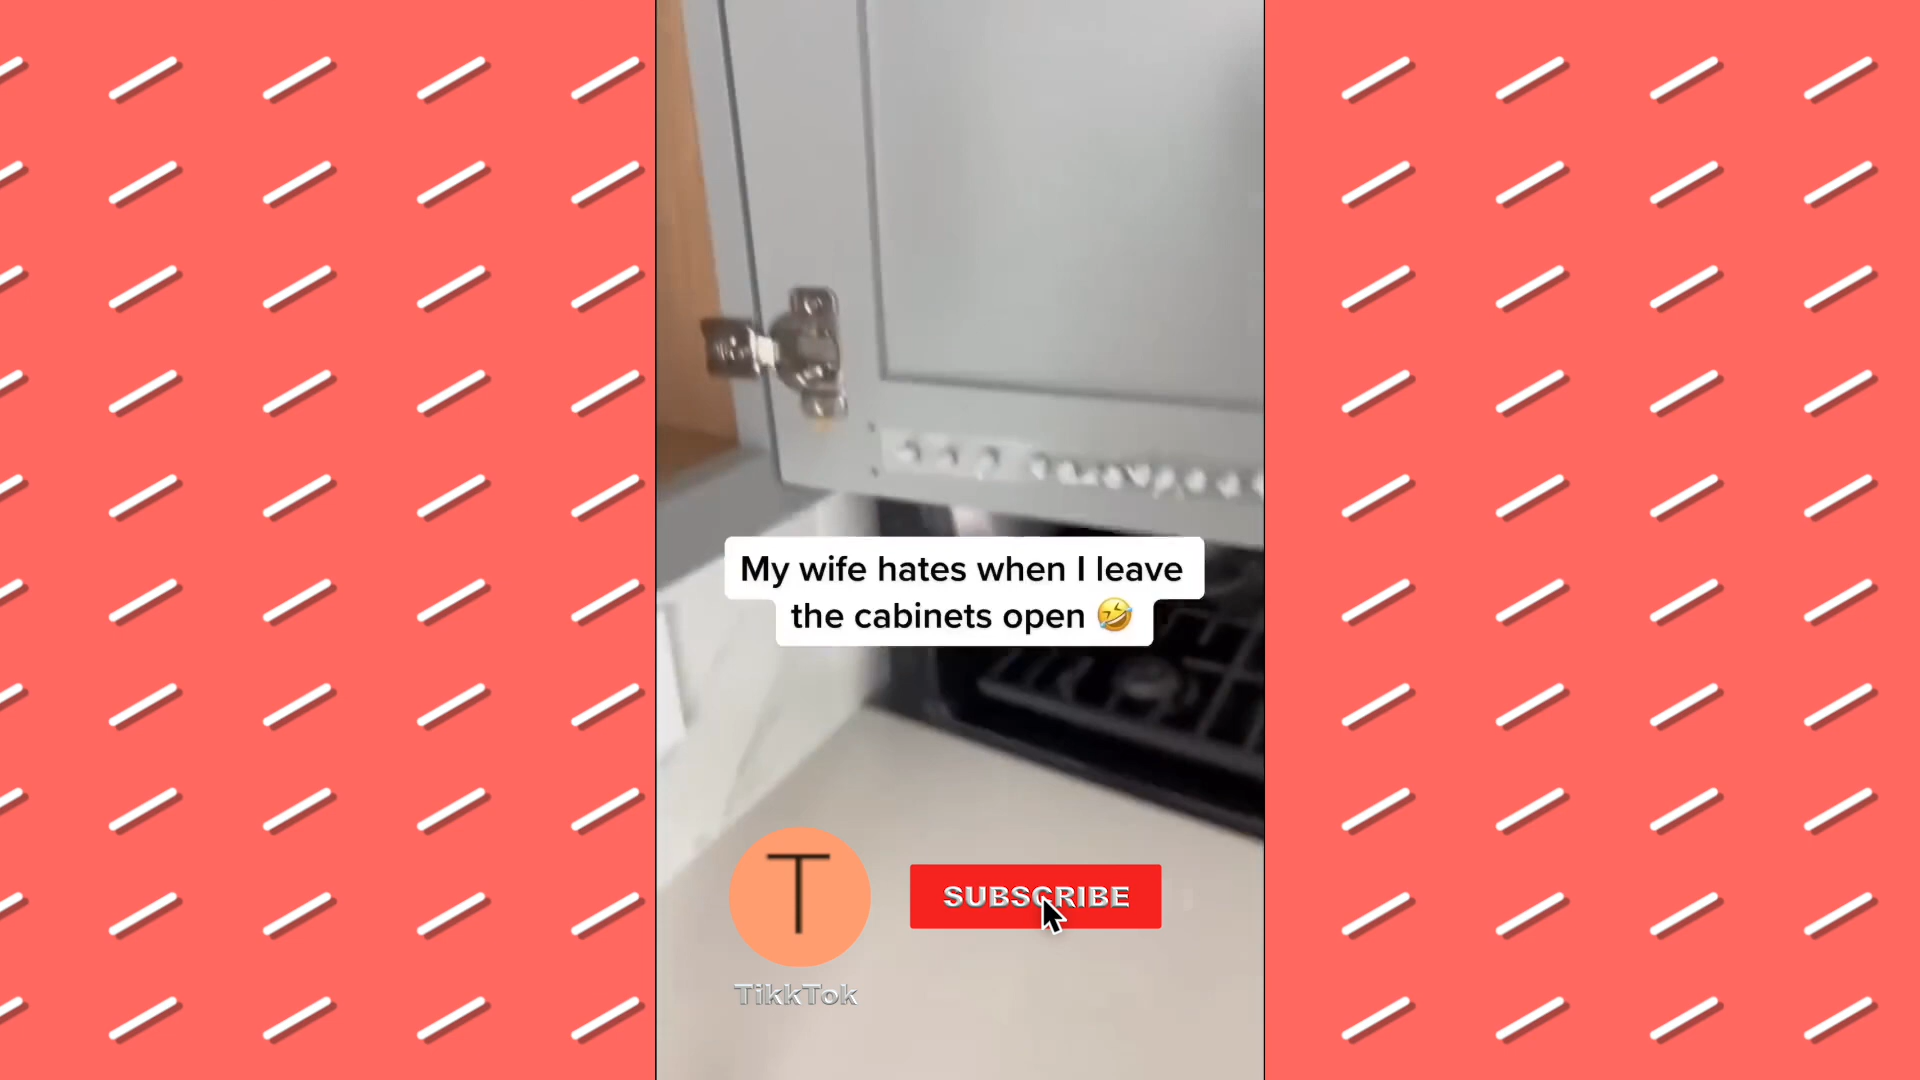 My wife hates when I leave
the cabinets open 🤣
T
SUBSCRIBE
TikkTok